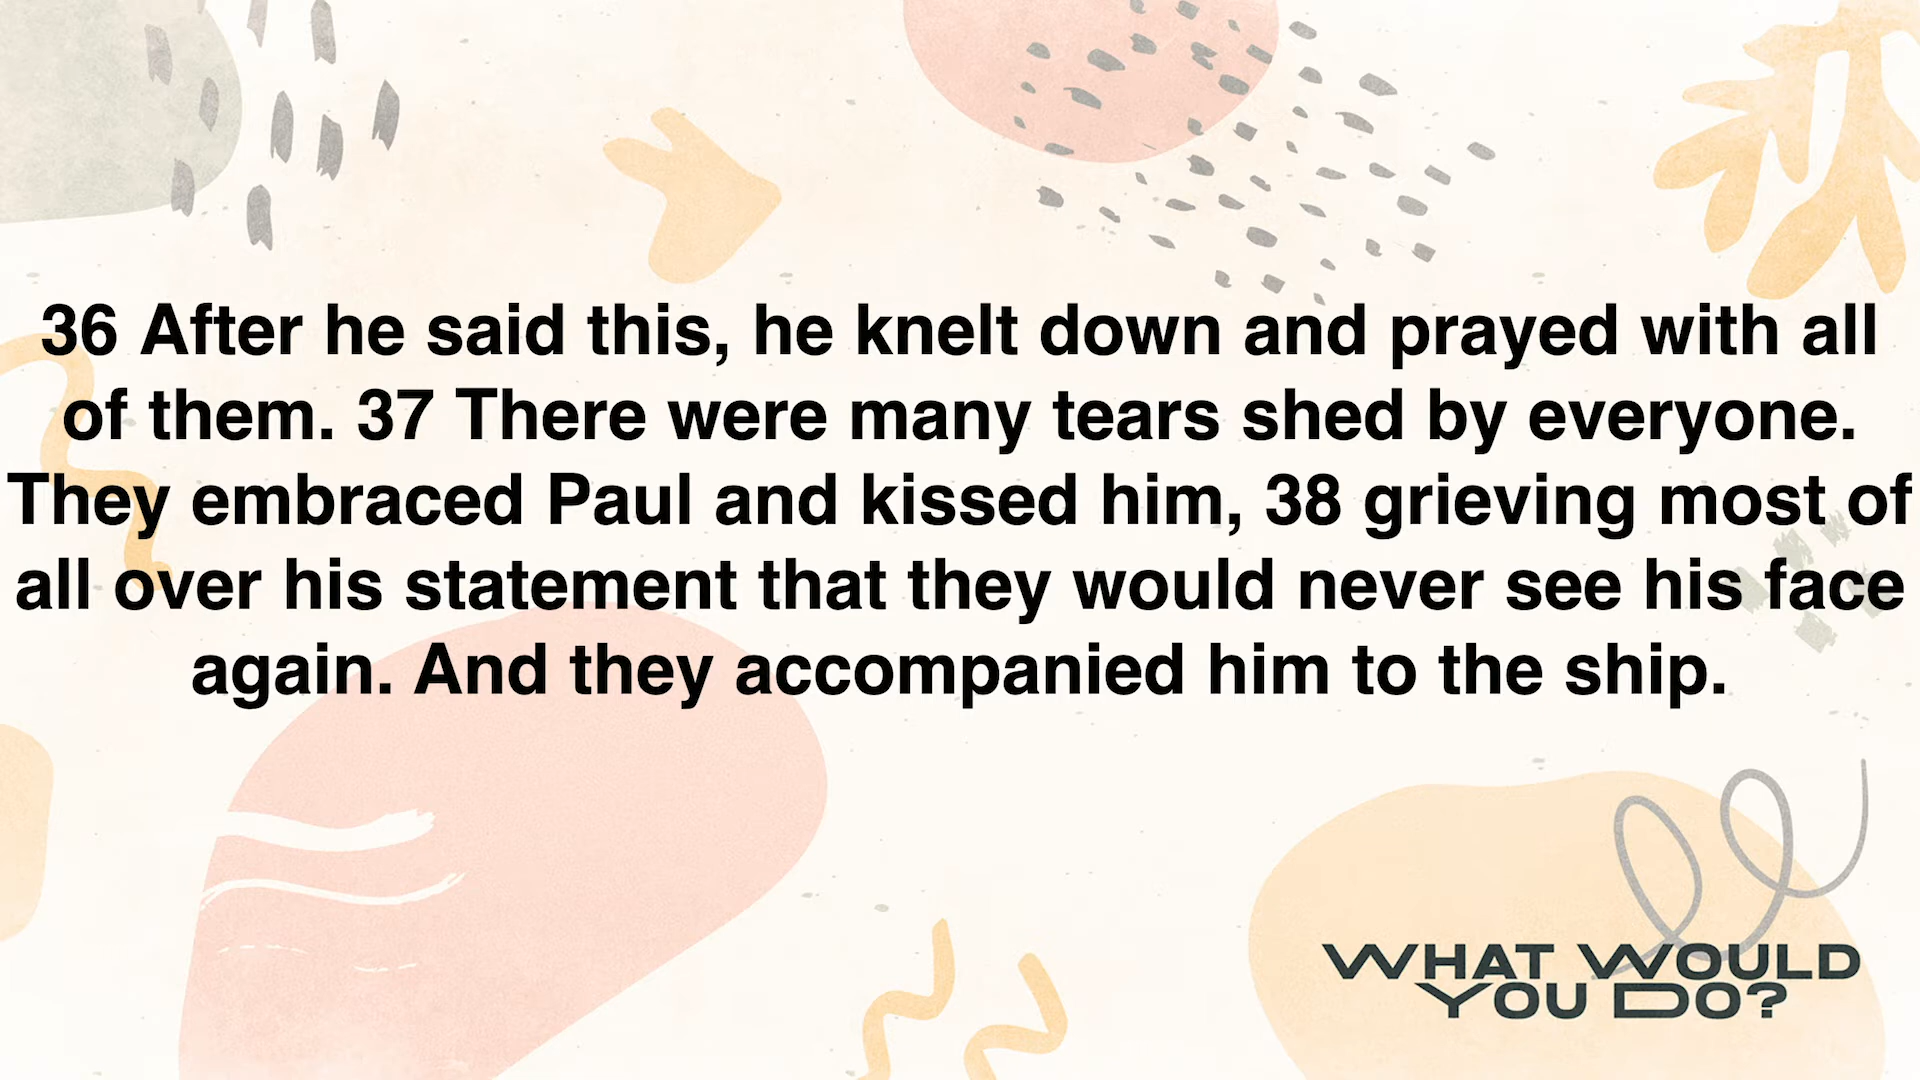 36 After he said this, he knelt down and prayed with all
of them. 37 There were many tears shed by everyone.
They embraced Paul and kissed him, 38 grieving most of
all over his statement that they would never see his face
again. And they accompanied him to the ship.
WHAT WOULD
YOU DO?